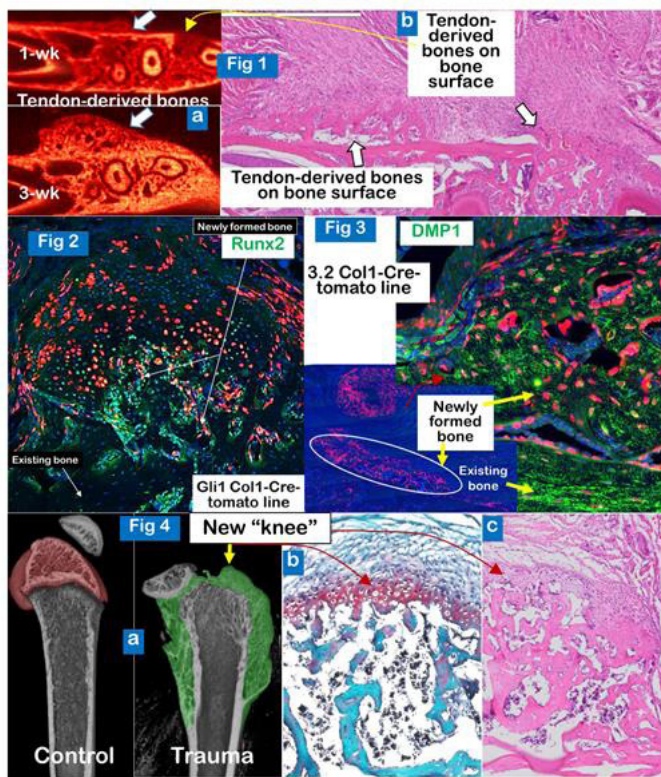 1-wk
Tendon-derived bones
Fig 1
a
3-wk
b
Tendon-
derived
bones on
bone
surface
Tendon-derived bones
on bone surface
Fig 2
Newly formed bone
Runx2
Existing bone
Gli1 Col1-Cre-
tomato line
Fig 3
DMP1
3.2 Col1-Cre-
tomato line
Newly
formed
bone
Existing
bone
Fig 4
New “knee”
a
Control
Trauma
b
c